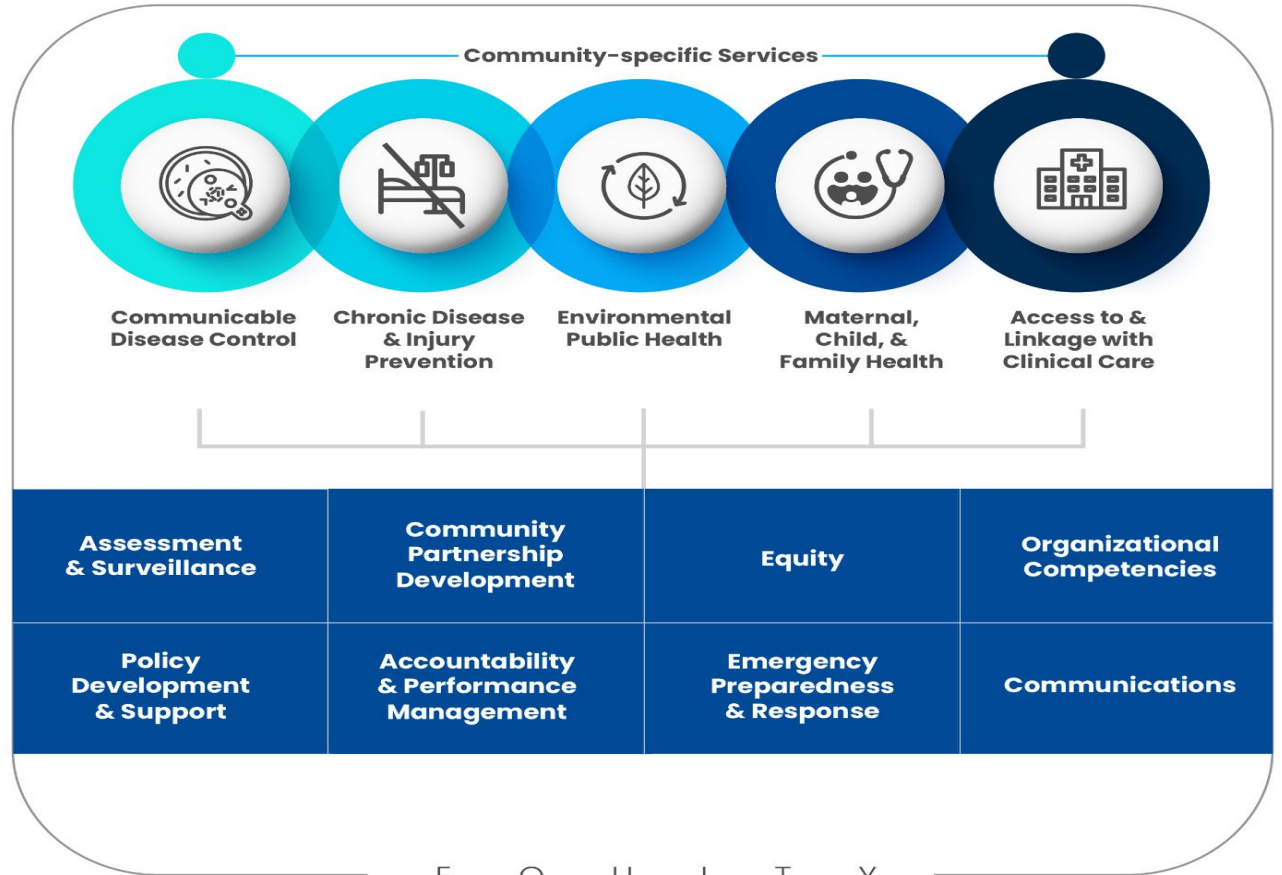 Community-specific Services
Communicable
Disease Control
Chronic Disease
& Injury
Prevention
Environmental
Public Health
Maternal,
Child, &
Family Health
Access to &
Linkage with
Clinical Care
Assessment
& Surveillance
Community
Partnership
Development
Equity
Organizational
Competencies
Policy
Development
& Support
Accountability
& Performance
Management
Emergency
Preparedness
& Response
Communications
E Q U I T Y